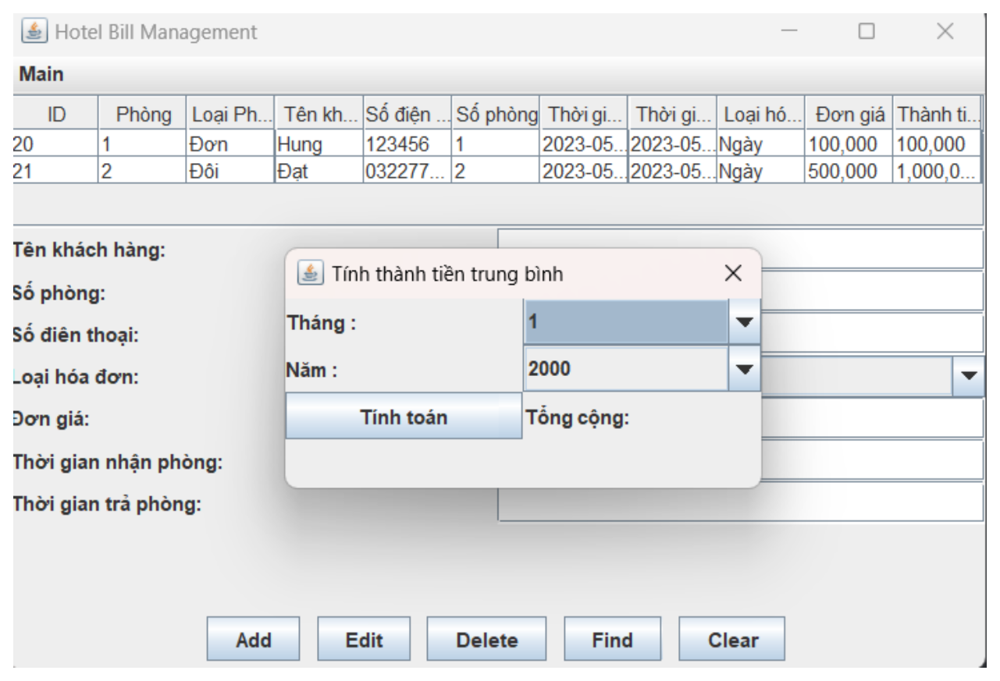 Hotel Bill Management
Main
ID Phòng Loại Ph... Tên kh... Số điện ... Số phòng Thời gi... Thời gi... Loại hó... Đơn giá Thành ti...
20 1 Đơn Hung 123456 1 2023-05... 2023-05... Ngày 100,000 100,000
21 2 Đôi Đạt 032277... 2 2023-05... 2023-05... Ngày 500,000 1,000,0...
Tên khách hàng:
Số phòng:
Số điên thoại:
Loại hóa đơn:
Đơn giá:
Thời gian nhận phòng:
Thời gian trả phòng:
Tính thành tiền trung bình
Tháng : 1
Năm : 2000
Tính toán Tổng cộng:
Add Edit Delete Find Clear